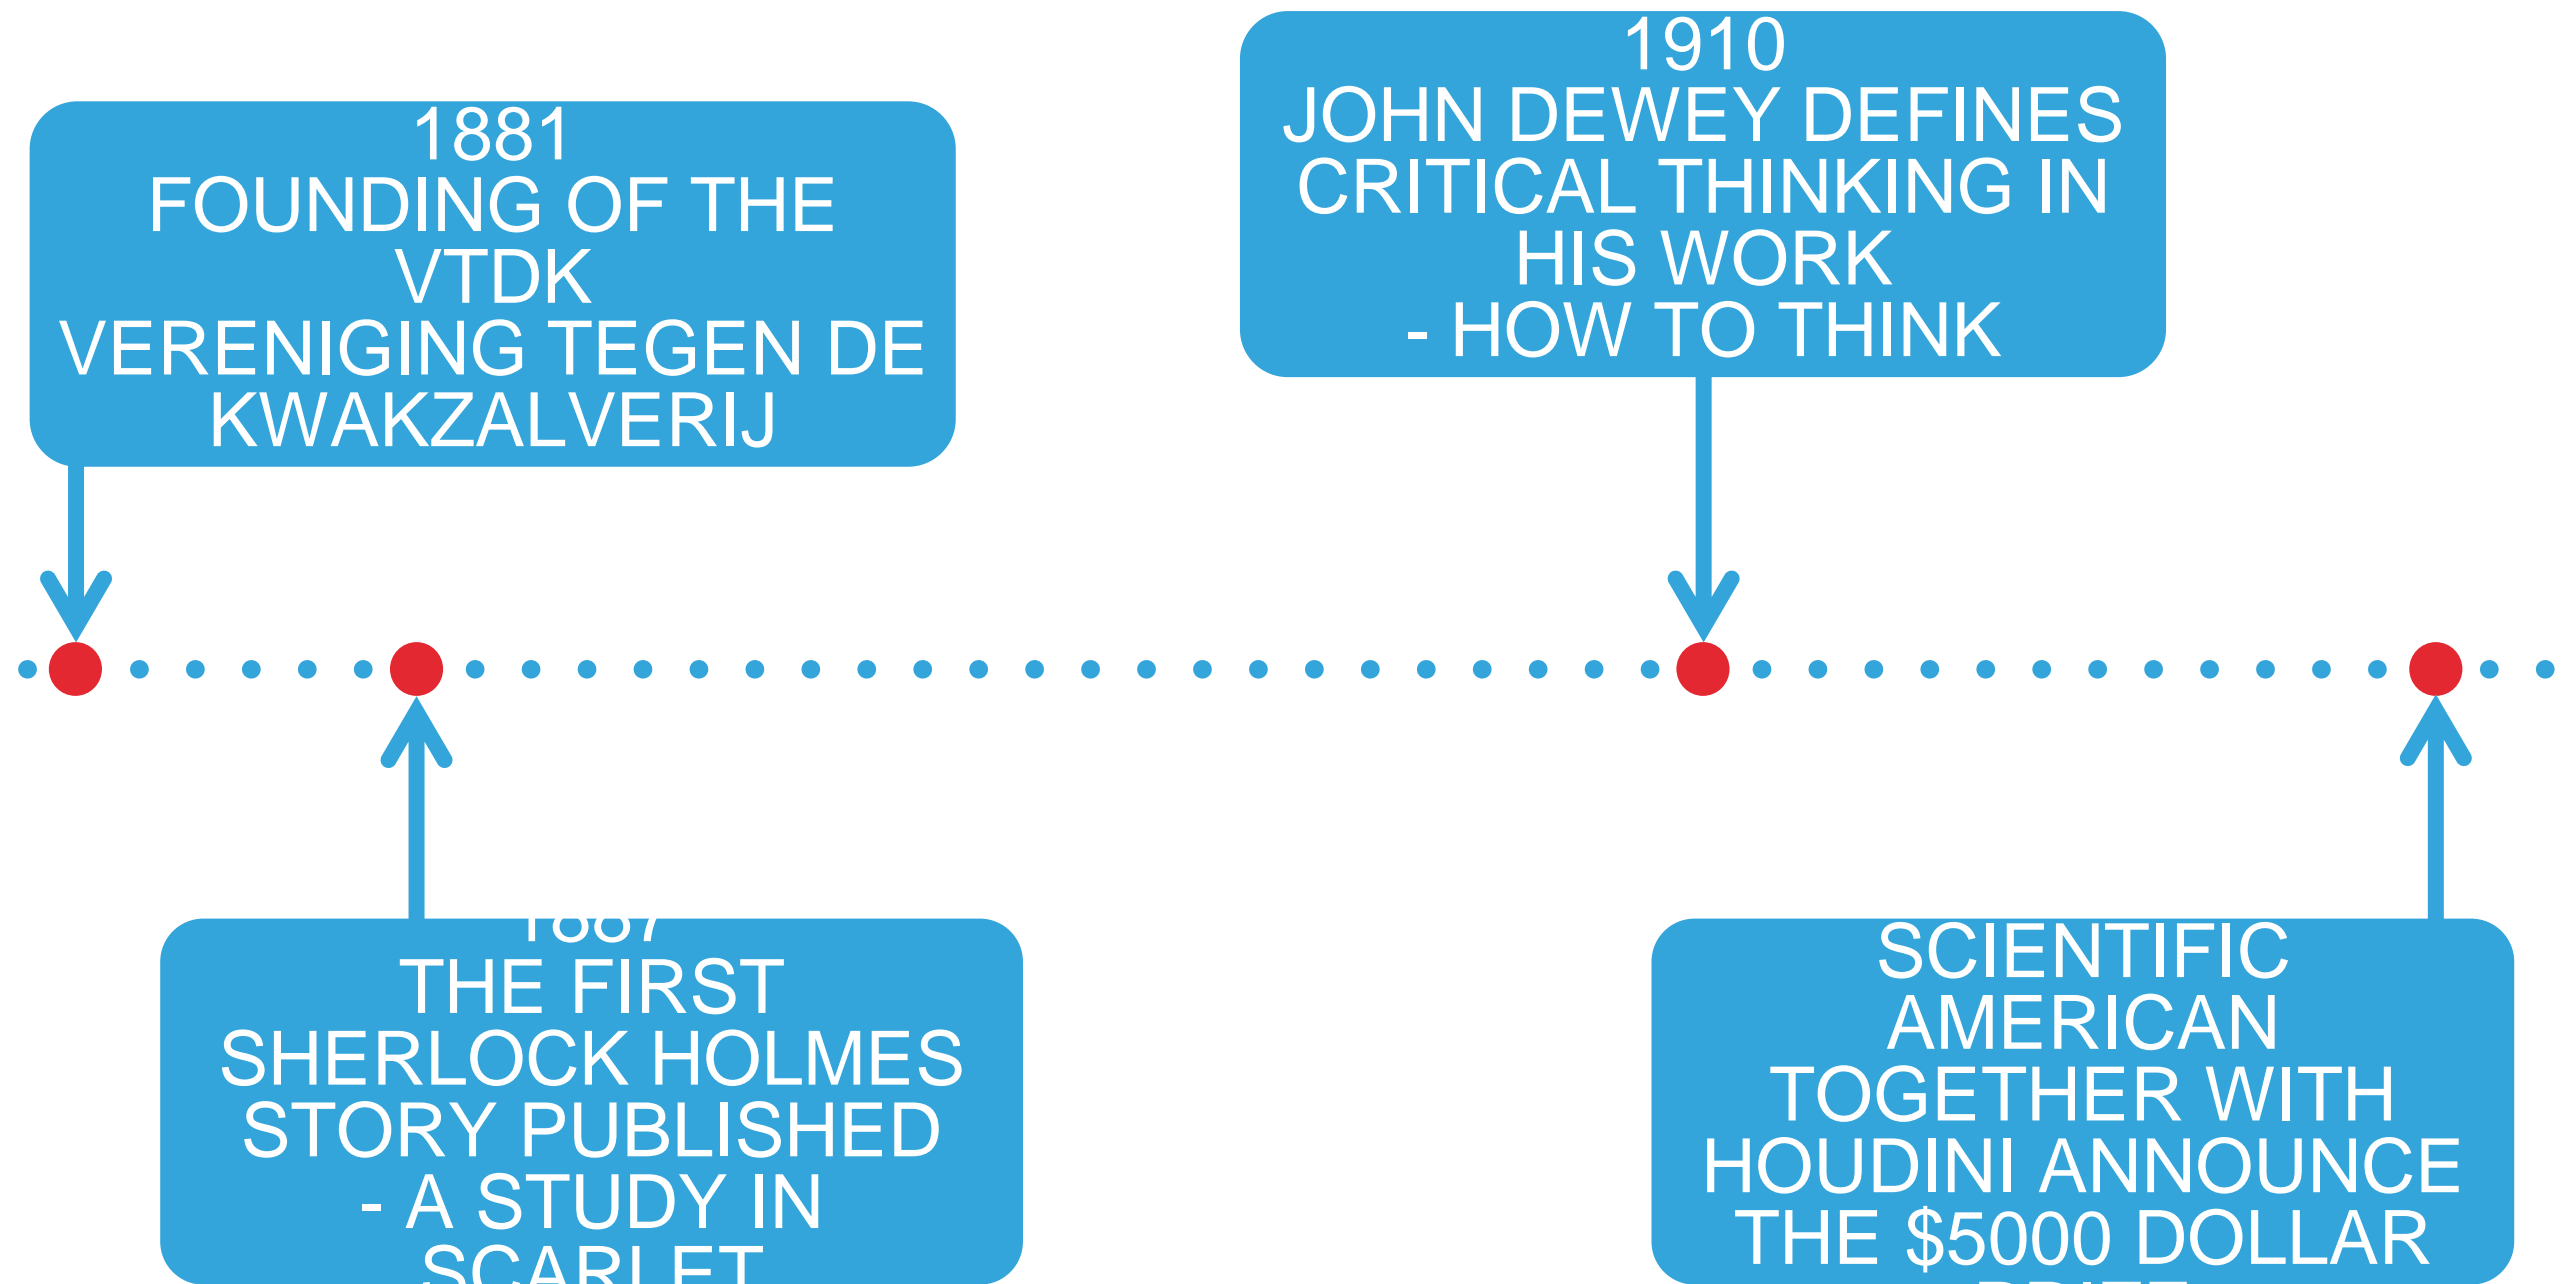 1881
FOUNDING OF THE
VTDK
VERENIGING TEGEN DE
KWAKZALVERIJ
1887
THE FIRST
SHERLOCK HOLMES
STORY PUBLISHED
- A STUDY IN
SCARLET
1910
JOHN DEWEY DEFINES
CRITICAL THINKING IN
HIS WORK
- HOW TO THINK
SCIENTIFIC
AMERICAN
TOGETHER WITH
HOUDINI ANNOUNCE
THE $5000 DOLLAR